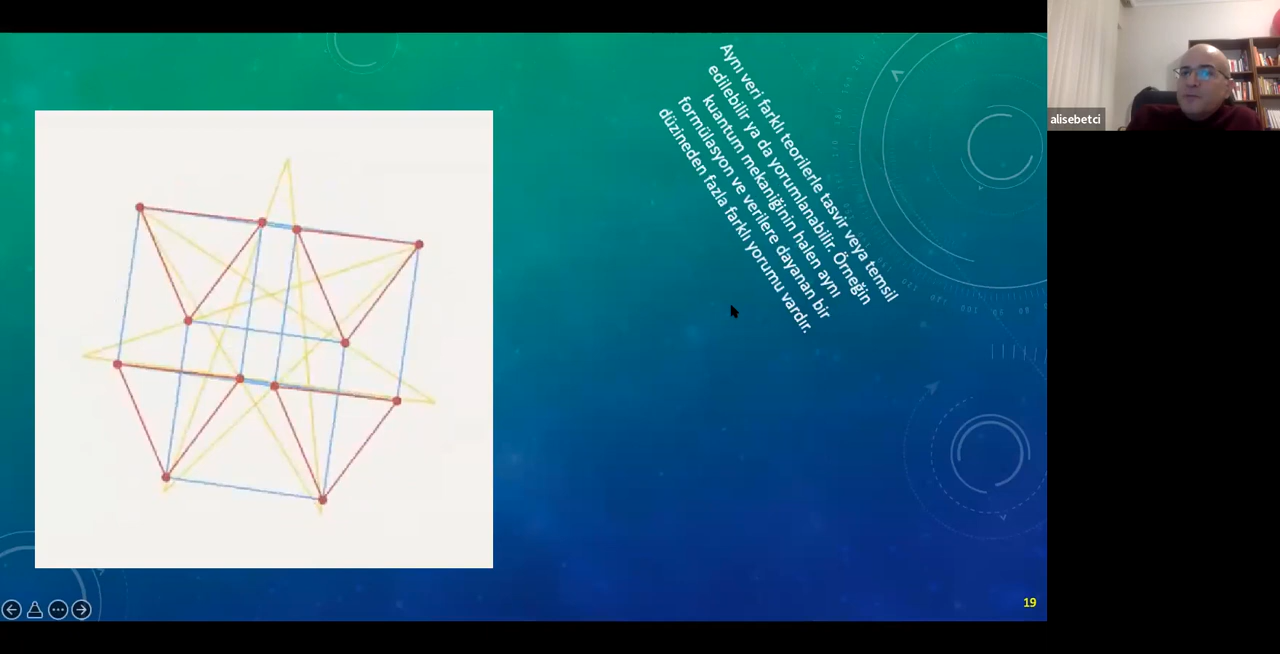 Aynı veri farklı teorilerle tasvir veya temsil
edilebilir ya da yorumlanabilir. Örneğin
kuantum mekaniğinin halen aynı
formülasyon ve verilere dayanan bir
düzineden fazla farklı yorumu vardır.
alisebetci
19